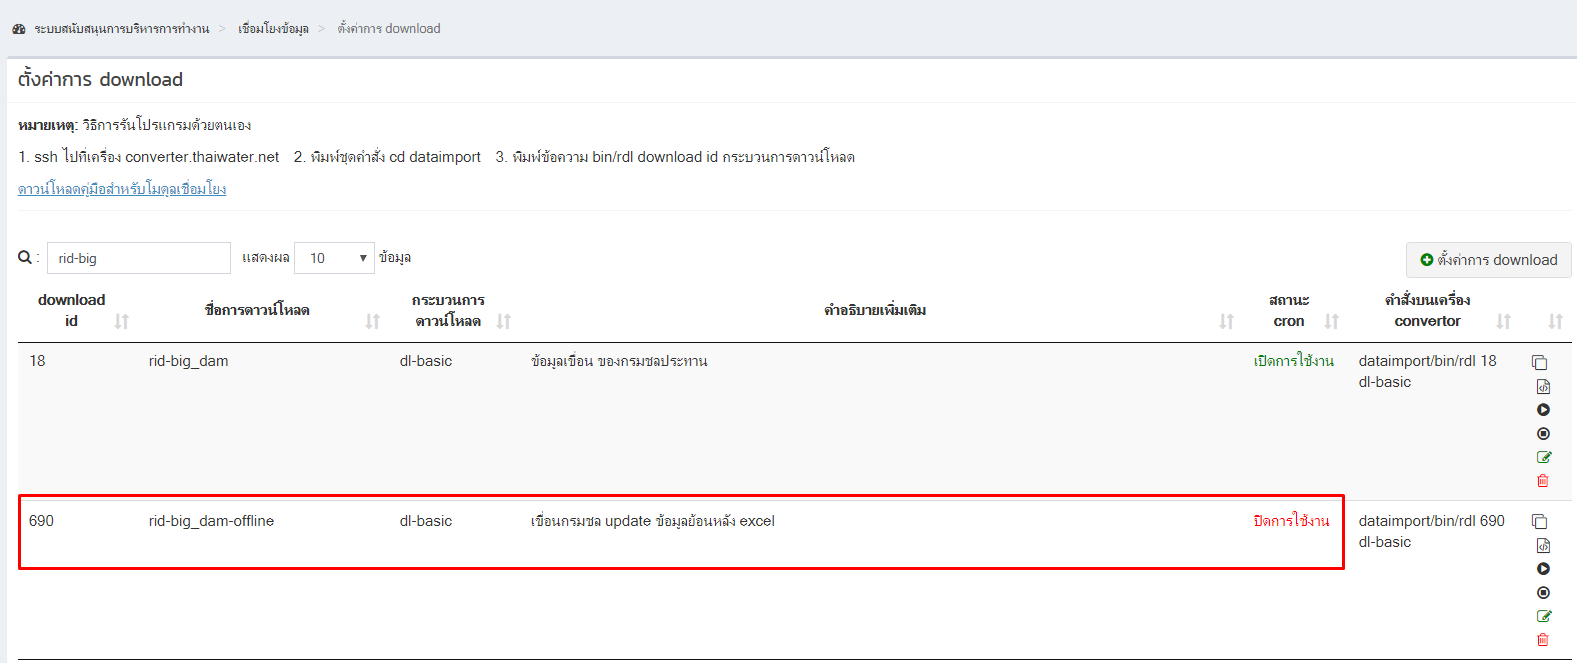 ระบบสนับสนุนการบริหารการทำงาน > เชื่อมโยงข้อมูล > ตั้งค่าการ download
ตั้งค่าการ download
หมายเหตุ: วิธีการรันโปรแกรมด้วยตนเอง
1. ssh ไปที่เครื่อง converter.thaiwater.net 2. พิมพ์ชุดคำสั่ง cd dataimport 3. พิมพ์ข้อความ bin/rdl download id กระบวนการดาวน์โหลด
ดาวน์โหลดคู่มือสำหรับโมดูลเชื่อมโยง
: rid-big แสดงผล 10 ข้อมูล ตั้งค่าการ download
download id ชื่อการดาวน์โหลด กระบวนการดาวน์โหลด คำอธิบายเพิ่มเติม สถานะ cron คำสั่งบนเครื่อง convertor
18 rid-big_dam dl-basic ข้อมูลเขื่อน ของกรมชลประทาน เปิดการใช้งาน dataimport/bin/rdl 18
dl-basic
690 rid-big_dam-offline dl-basic เขื่อนกรมชล update ข้อมูลย้อนหลัง excel ปิดการใช้งาน dataimport/bin/rdl 690
dl-basic